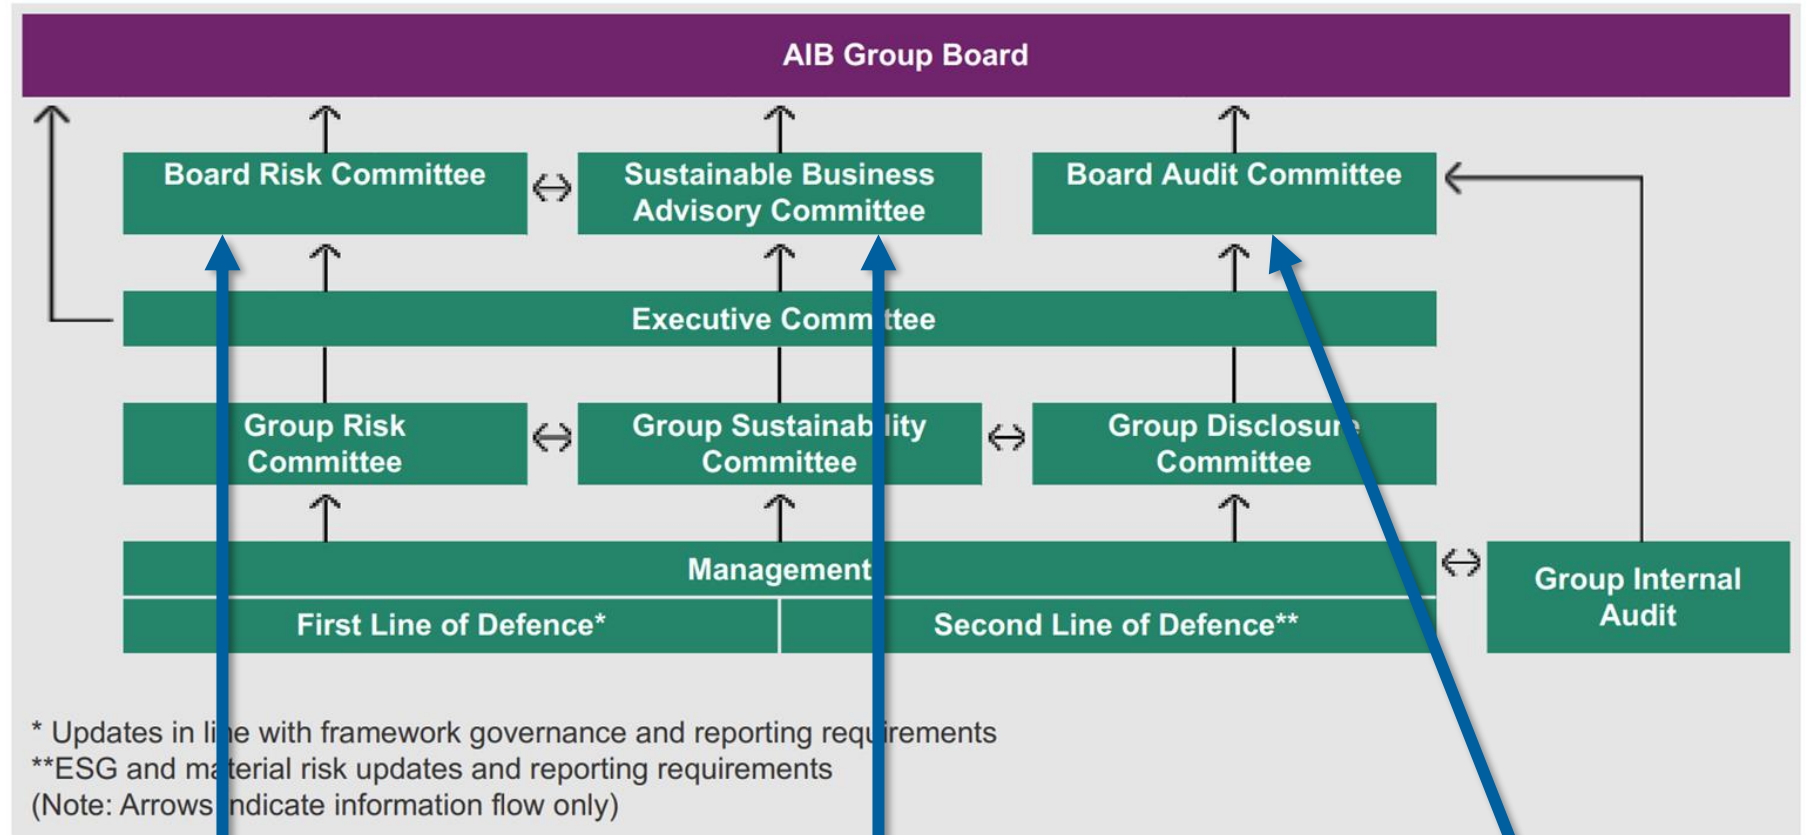 AIB Group Board
Board Risk Committee
Sustainable Business
Advisory Committee
Board Audit Committee
Executive Committee
Group Risk
Committee
Group Sustainability
Committee
Group Disclosure
Committee
Management
First Line of Defence*
Second Line of Defence**
Group Internal
Audit
* Updates in line with framework governance and reporting requirements
**ESG and material risk updates and reporting requirements
(Note: Arrows indicate information flow only)